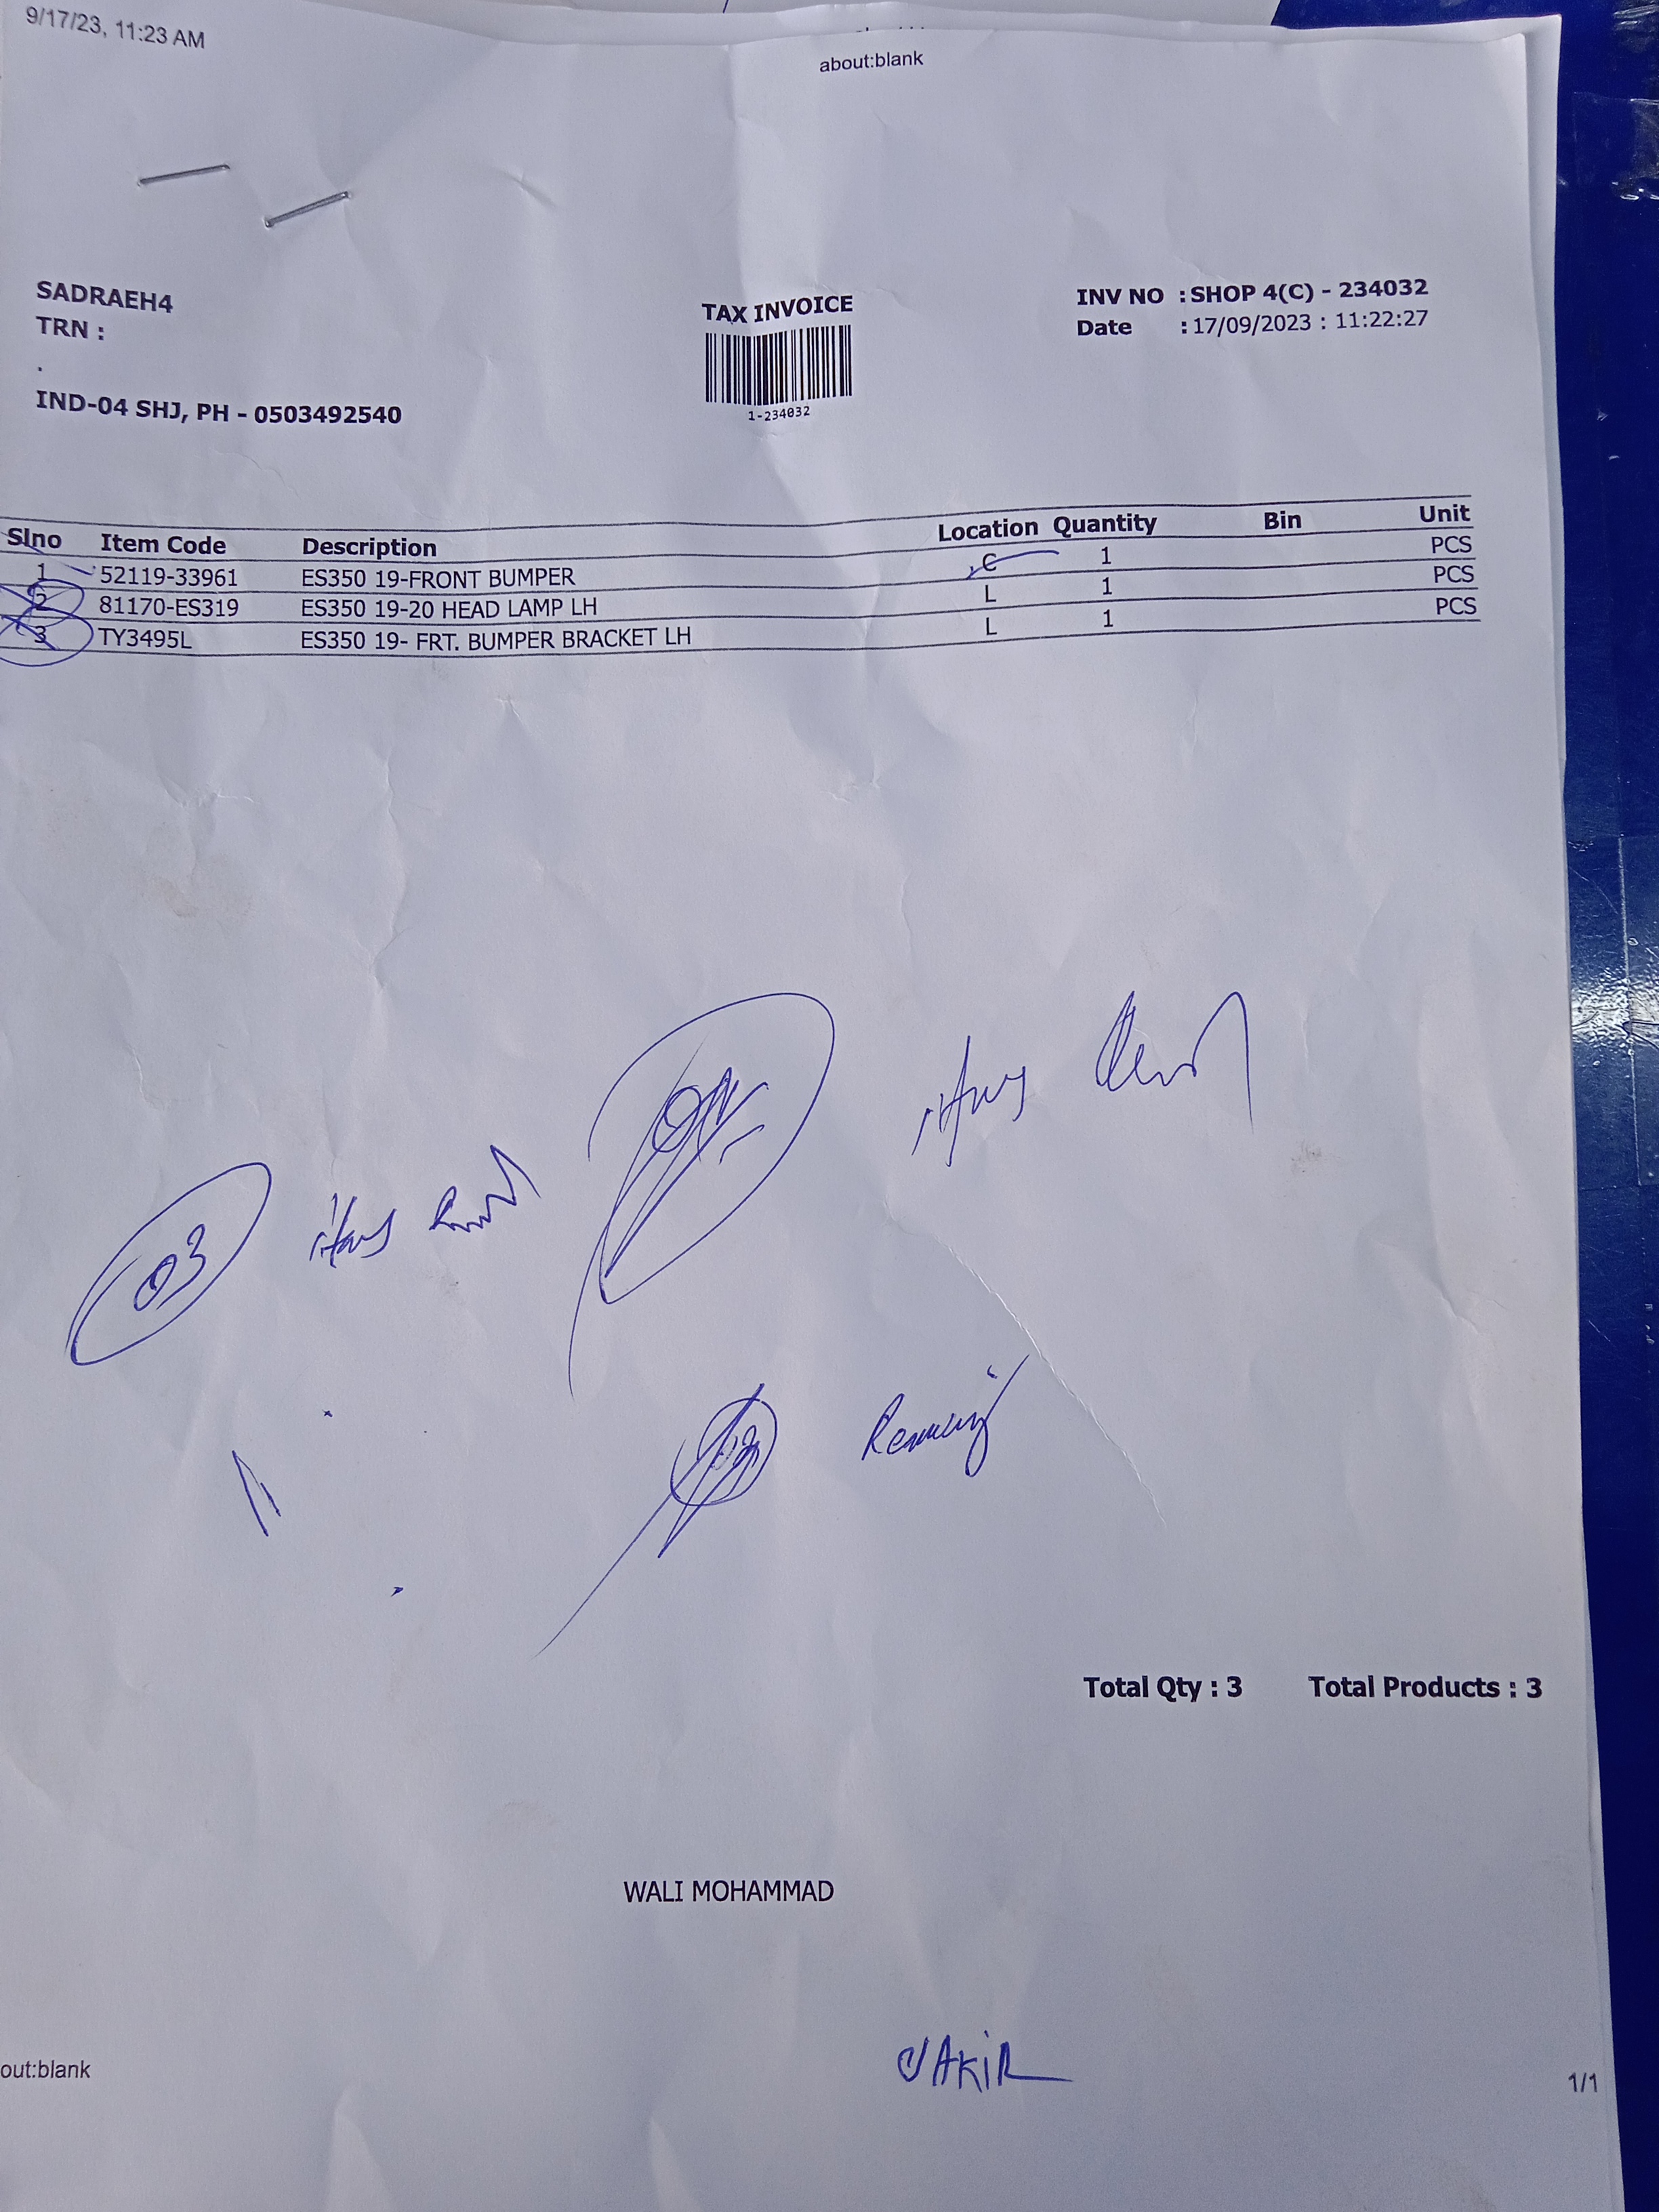 9/17/23, 11:23 AM
about:blank
SADRAEH4
TRN :
.
IND-04 SHJ, PH - 0503492540
TAX INVOICE
1-234032
INV NO : SHOP 4(C) - 234032
Date : 17/09/2023 : 11:22:27
Slno Item Code Description Location Quantity Bin Unit
1 52119-33961 ES350 19-FRONT BUMPER C 1 PCS
2 81170-ES319 ES350 19-20 HEAD LAMP LH L 1 PCS
3 TY3495L ES350 19- FRT. BUMPER BRACKET LH L 1 PCS
03
Total Qty : 3 Total Products : 3
WALI MOHAMMAD
out:blank
1/1